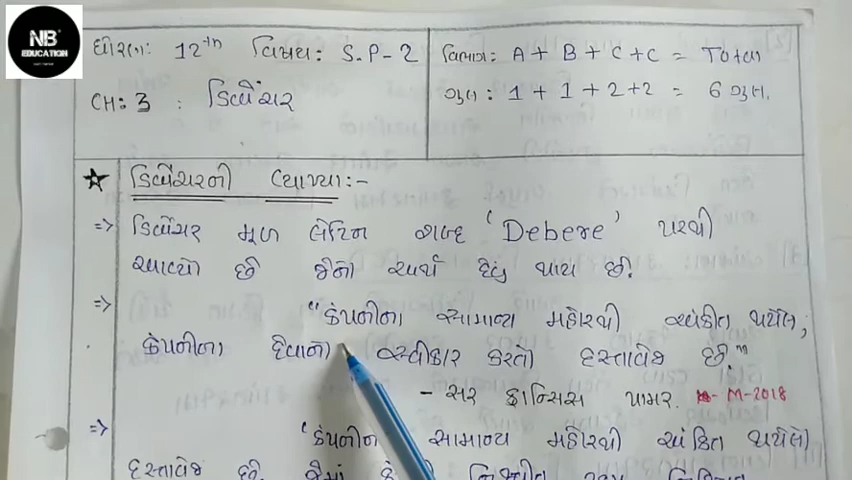 NB
EDUCATION
ધોરણ: 12th વિષય: S.P-2
CH: 3 : ડિબેંચર
વિભાગ: A + B + C + C = Total
ગુણ: 1 + 1 + 2 + 2 = 6 ગુણ.
★ ડિબેંચરની વ્યાખ્યા:-
=> ડિબેંચર મૂળ લેટિન શબ્દ 'Debere' પરથી
આવ્યો છે જેનો અર્થ દેવું થાય છે.
=> "કંપનીના સામાન્ય મહોરથી અંકીત થયેલ,
કંપનીના દેવાનો સ્વીકાર કરતો દસ્તાવેજ છે"
- સર ફ્રાન્સિસ પામર. - M-2018
=> 'કંપનીના સામાન્ય મહોરથી અંકિત થયેલો
દસ્તાવેજ છે. જેમાં